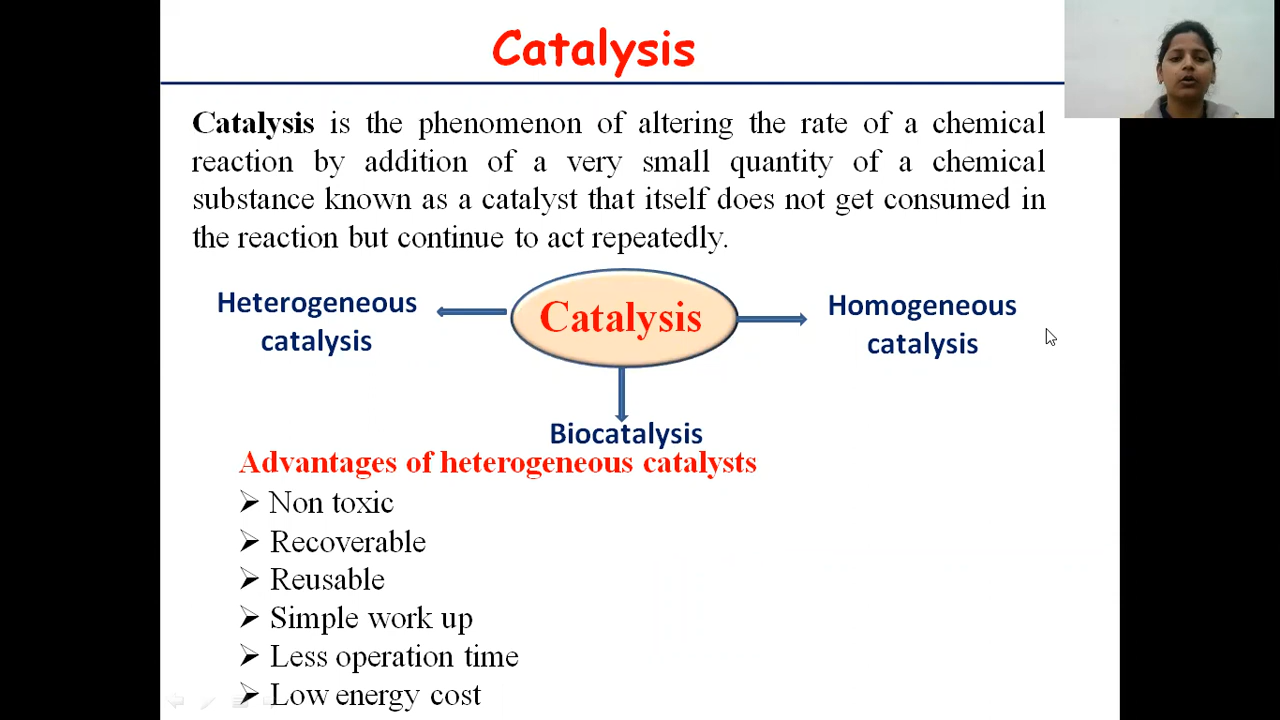 Catalysis
Catalysis is the phenomenon of altering the rate of a chemical
reaction by addition of a very small quantity of a chemical
substance known as a catalyst that itself does not get consumed in
the reaction but continue to act repeatedly.
Heterogeneous
catalysis
Catalysis
Homogeneous
catalysis
Biocatalysis
Advantages of heterogeneous catalysts
➢ Non toxic
➢ Recoverable
➢ Reusable
➢ Simple work up
➢ Less operation time
➢ Low energy cost